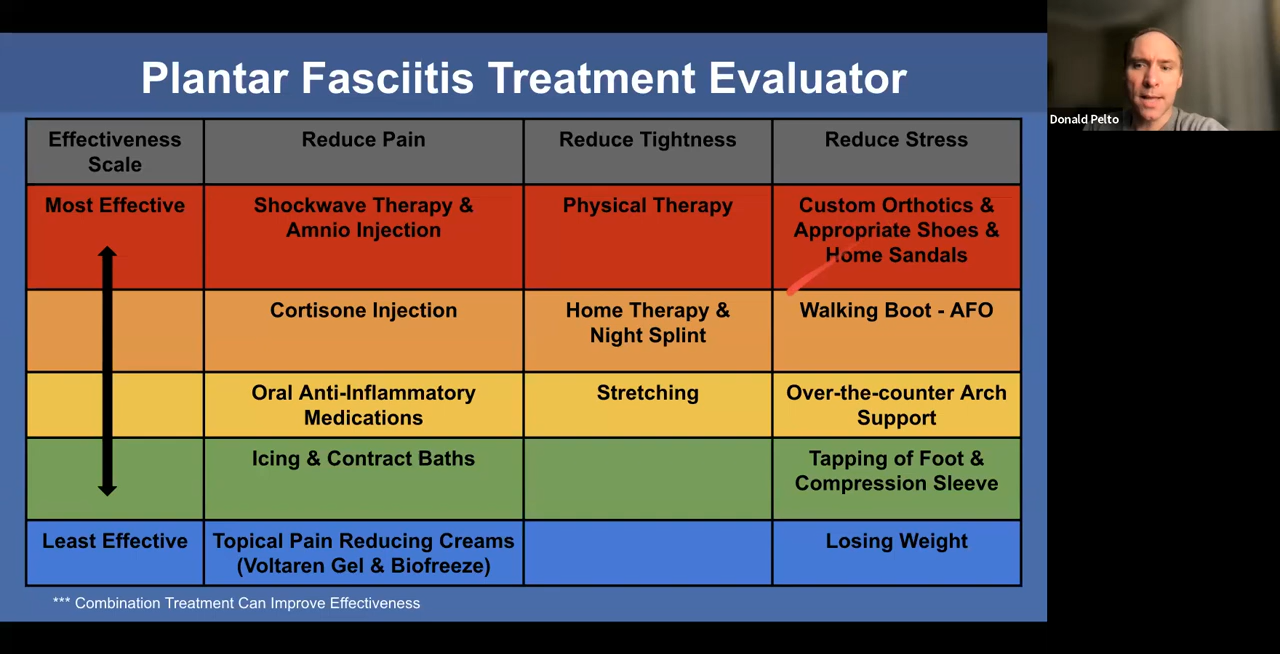 Plantar Fasciitis Treatment Evaluator
Donald Pelto
Effectiveness
Scale
Reduce Pain
Reduce Tightness
Reduce Stress
Most Effective
Shockwave Therapy &
Amnio Injection
Physical Therapy
Custom Orthotics &
Appropriate Shoes &
Home Sandals
Cortisone Injection
Home Therapy &
Night Splint
Walking Boot - AFO
Oral Anti-Inflammatory
Medications
Stretching
Over-the-counter Arch
Support
Icing & Contract Baths
Tapping of Foot &
Compression Sleeve
Least Effective
Topical Pain Reducing Creams
(Voltaren Gel & Biofreeze)
Losing Weight
*** Combination Treatment Can Improve Effectiveness